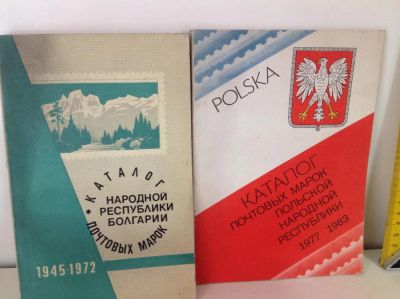 КАТАЛОГ
НАРОДНОЙ
РЕСПУБЛИКИ
БОЛГАРИИ
ПОЧТОВЫХ МАРОК
1945-1972
POLSKA
КАТАЛОГ
ПОЧТОВЫХ МАРОК
ПОЛЬСКОЙ
НАРОДНОЙ
РЕСПУБЛИКИ
1977 1983